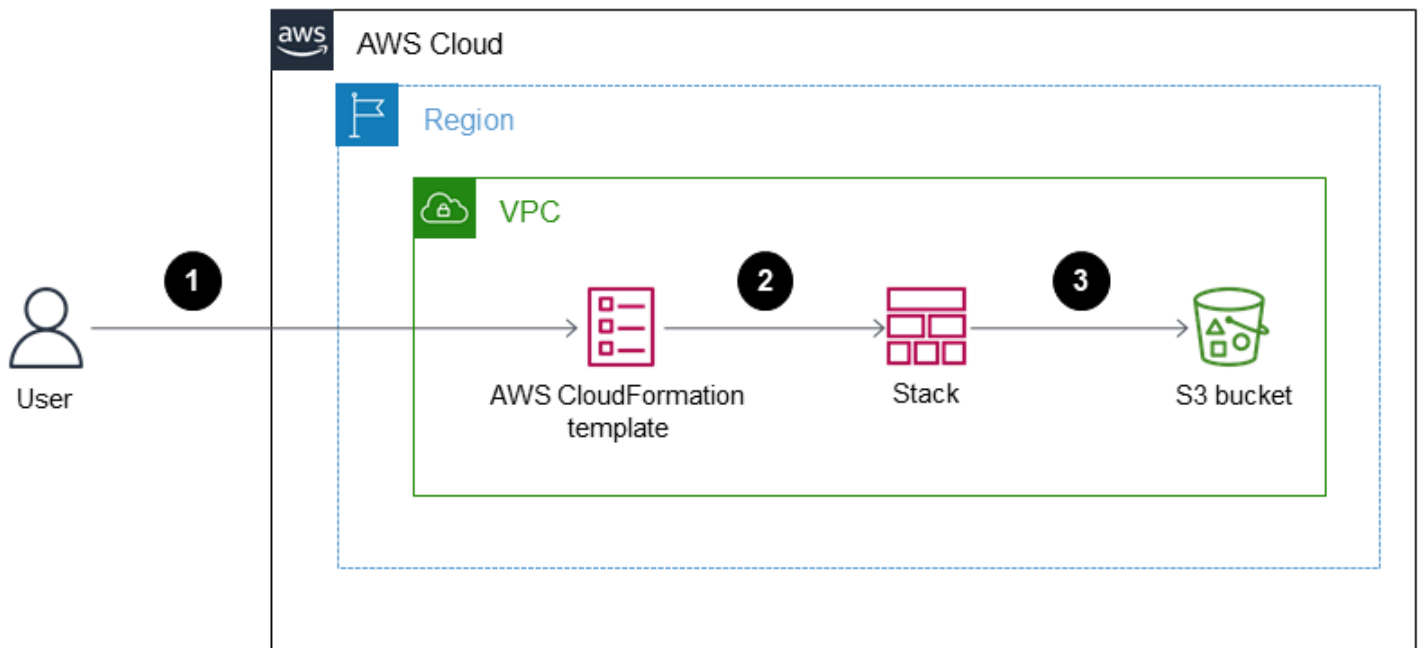 aws
AWS Cloud
Region
VPC
1
2
3
User
AWS CloudFormation
template
Stack
S3 bucket